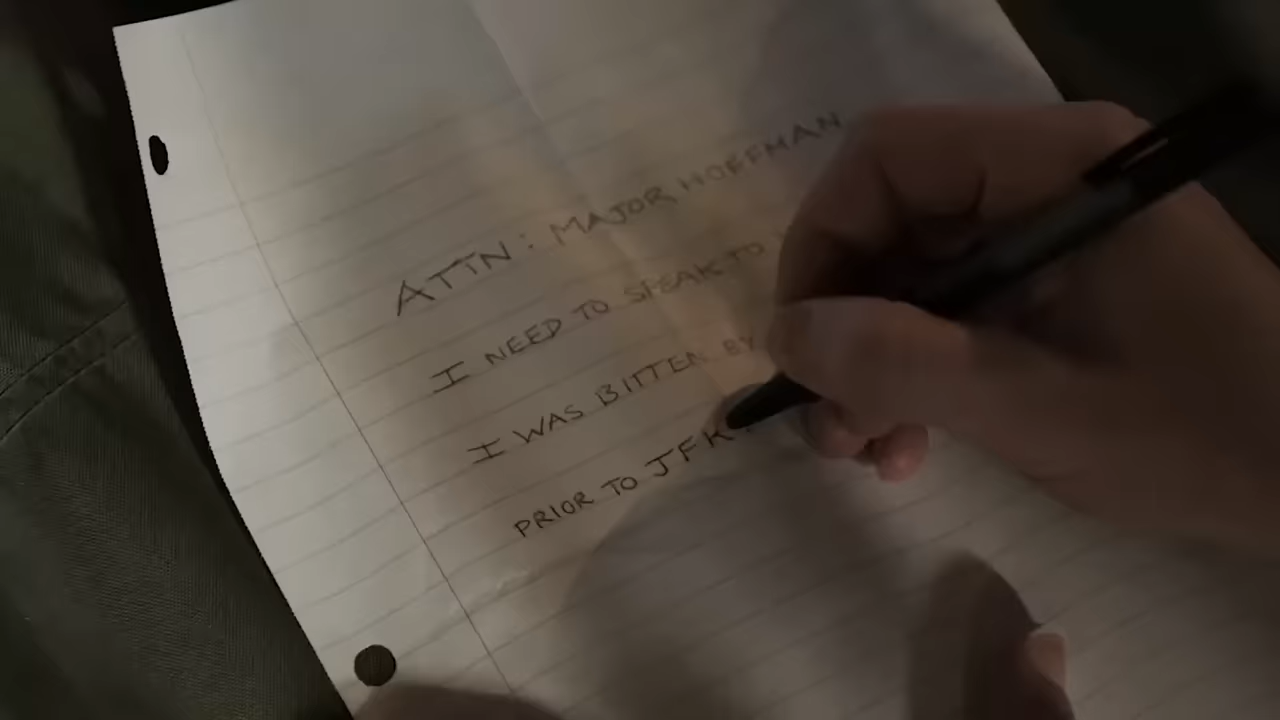 ATTN: MAJOR HOFFMAN
I NEED TO SPEAK TO
I WAS BITTEN BY
PRIOR TO JFK.